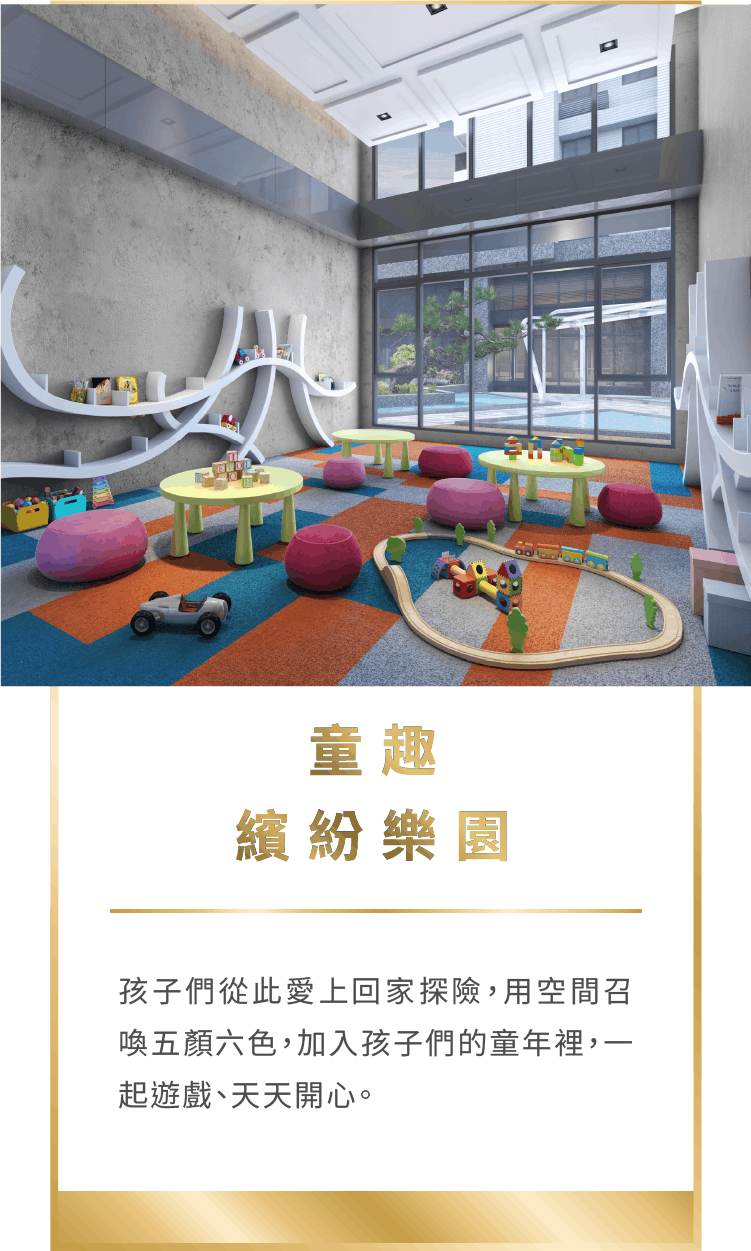 童趣
繽紛樂園
孩子們從此愛上回家探險，用空間召
喚五顏六色，加入孩子們的童年裡，一
起遊戲、天天開心。